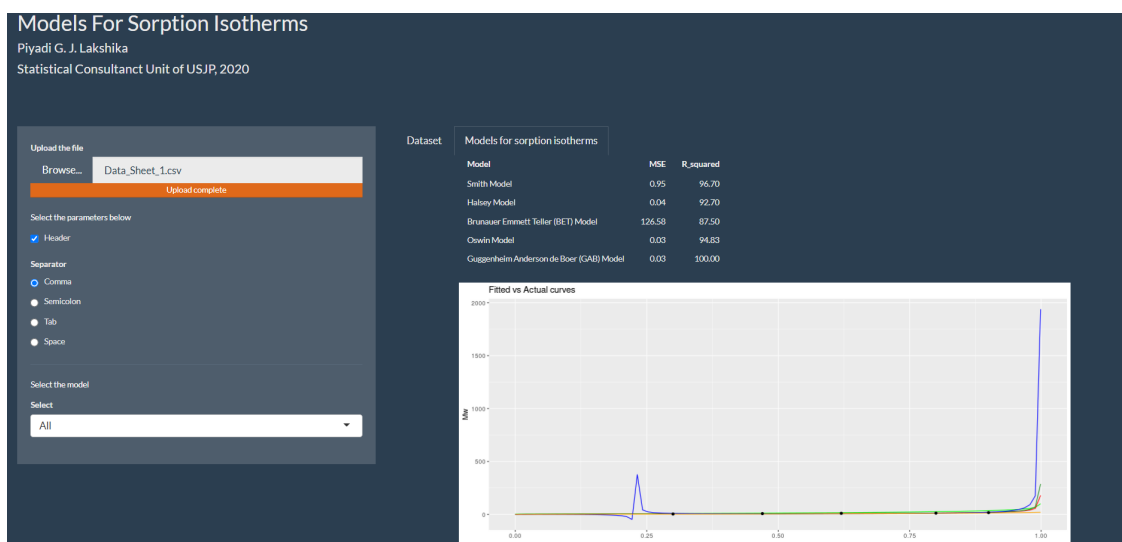 Models For Sorption Isotherms
Piyadi G. J. Lakshika
Statistical Consultanct Unit of USJP, 2020
Upload the file
Browse... Data_Sheet_1.csv
Upload complete
Select the parameters below
Header
Separator
Comma
Semicolon
Tab
Space
Select the model
Select
All
Dataset Models for sorption isotherms
Model MSE R_squared
Smith Model 0.95 96.70
Halsey Model 0.04 92.70
Brunauer Emmett Teller (BET) Model 126.58 87.50
Oswin Model 0.03 94.83
Guggenheim Anderson de Boer (GAB) Model 0.03 100.00
Fitted vs Actual curves
2000
1500
1000
500
0
Mw
0.00 0.25 0.50 0.75 1.00